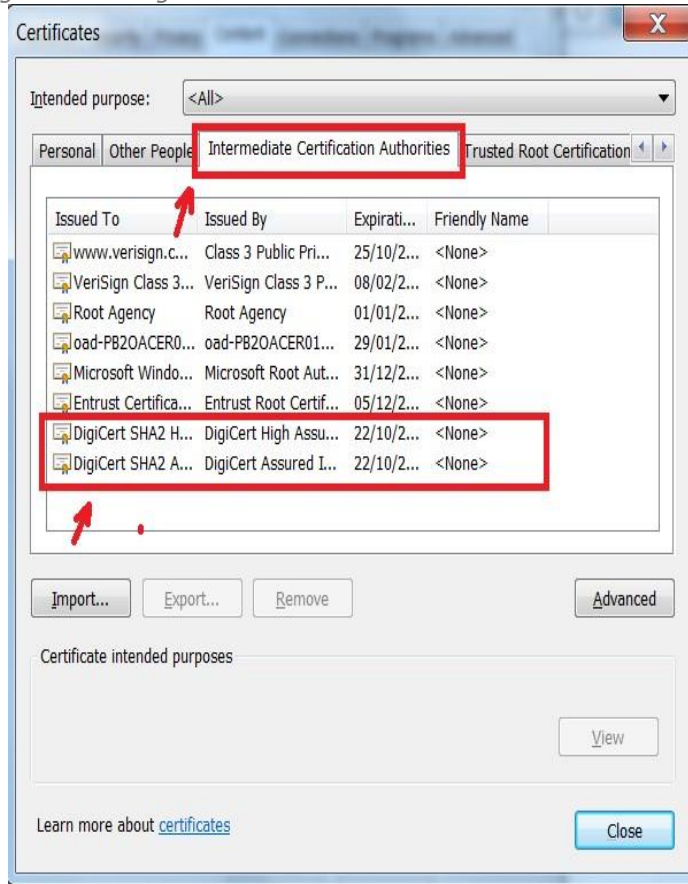 Certificates
X
Intended purpose: <All>
Personal Other People Intermediate Certification Authorities Trusted Root Certification
Issued To Issued By Expirati... Friendly Name
www.verisign.c... Class 3 Public Pri... 25/10/2... <None>
VeriSign Class 3... VeriSign Class 3 P... 08/02/2... <None>
Root Agency Root Agency 01/01/2... <None>
oad-PB2OACER0... oad-PB2OACER01... 29/01/2... <None>
Microsoft Windo... Microsoft Root Aut... 31/12/2... <None>
Entrust Certifica... Entrust Root Certif... 05/12/2... <None>
DigiCert SHA2 H... DigiCert High Assu... 22/10/2... <None>
DigiCert SHA2 A... DigiCert Assured I... 22/10/2... <None>
Import... Export... Remove Advanced
Certificate intended purposes
View
Learn more about certificates
Close